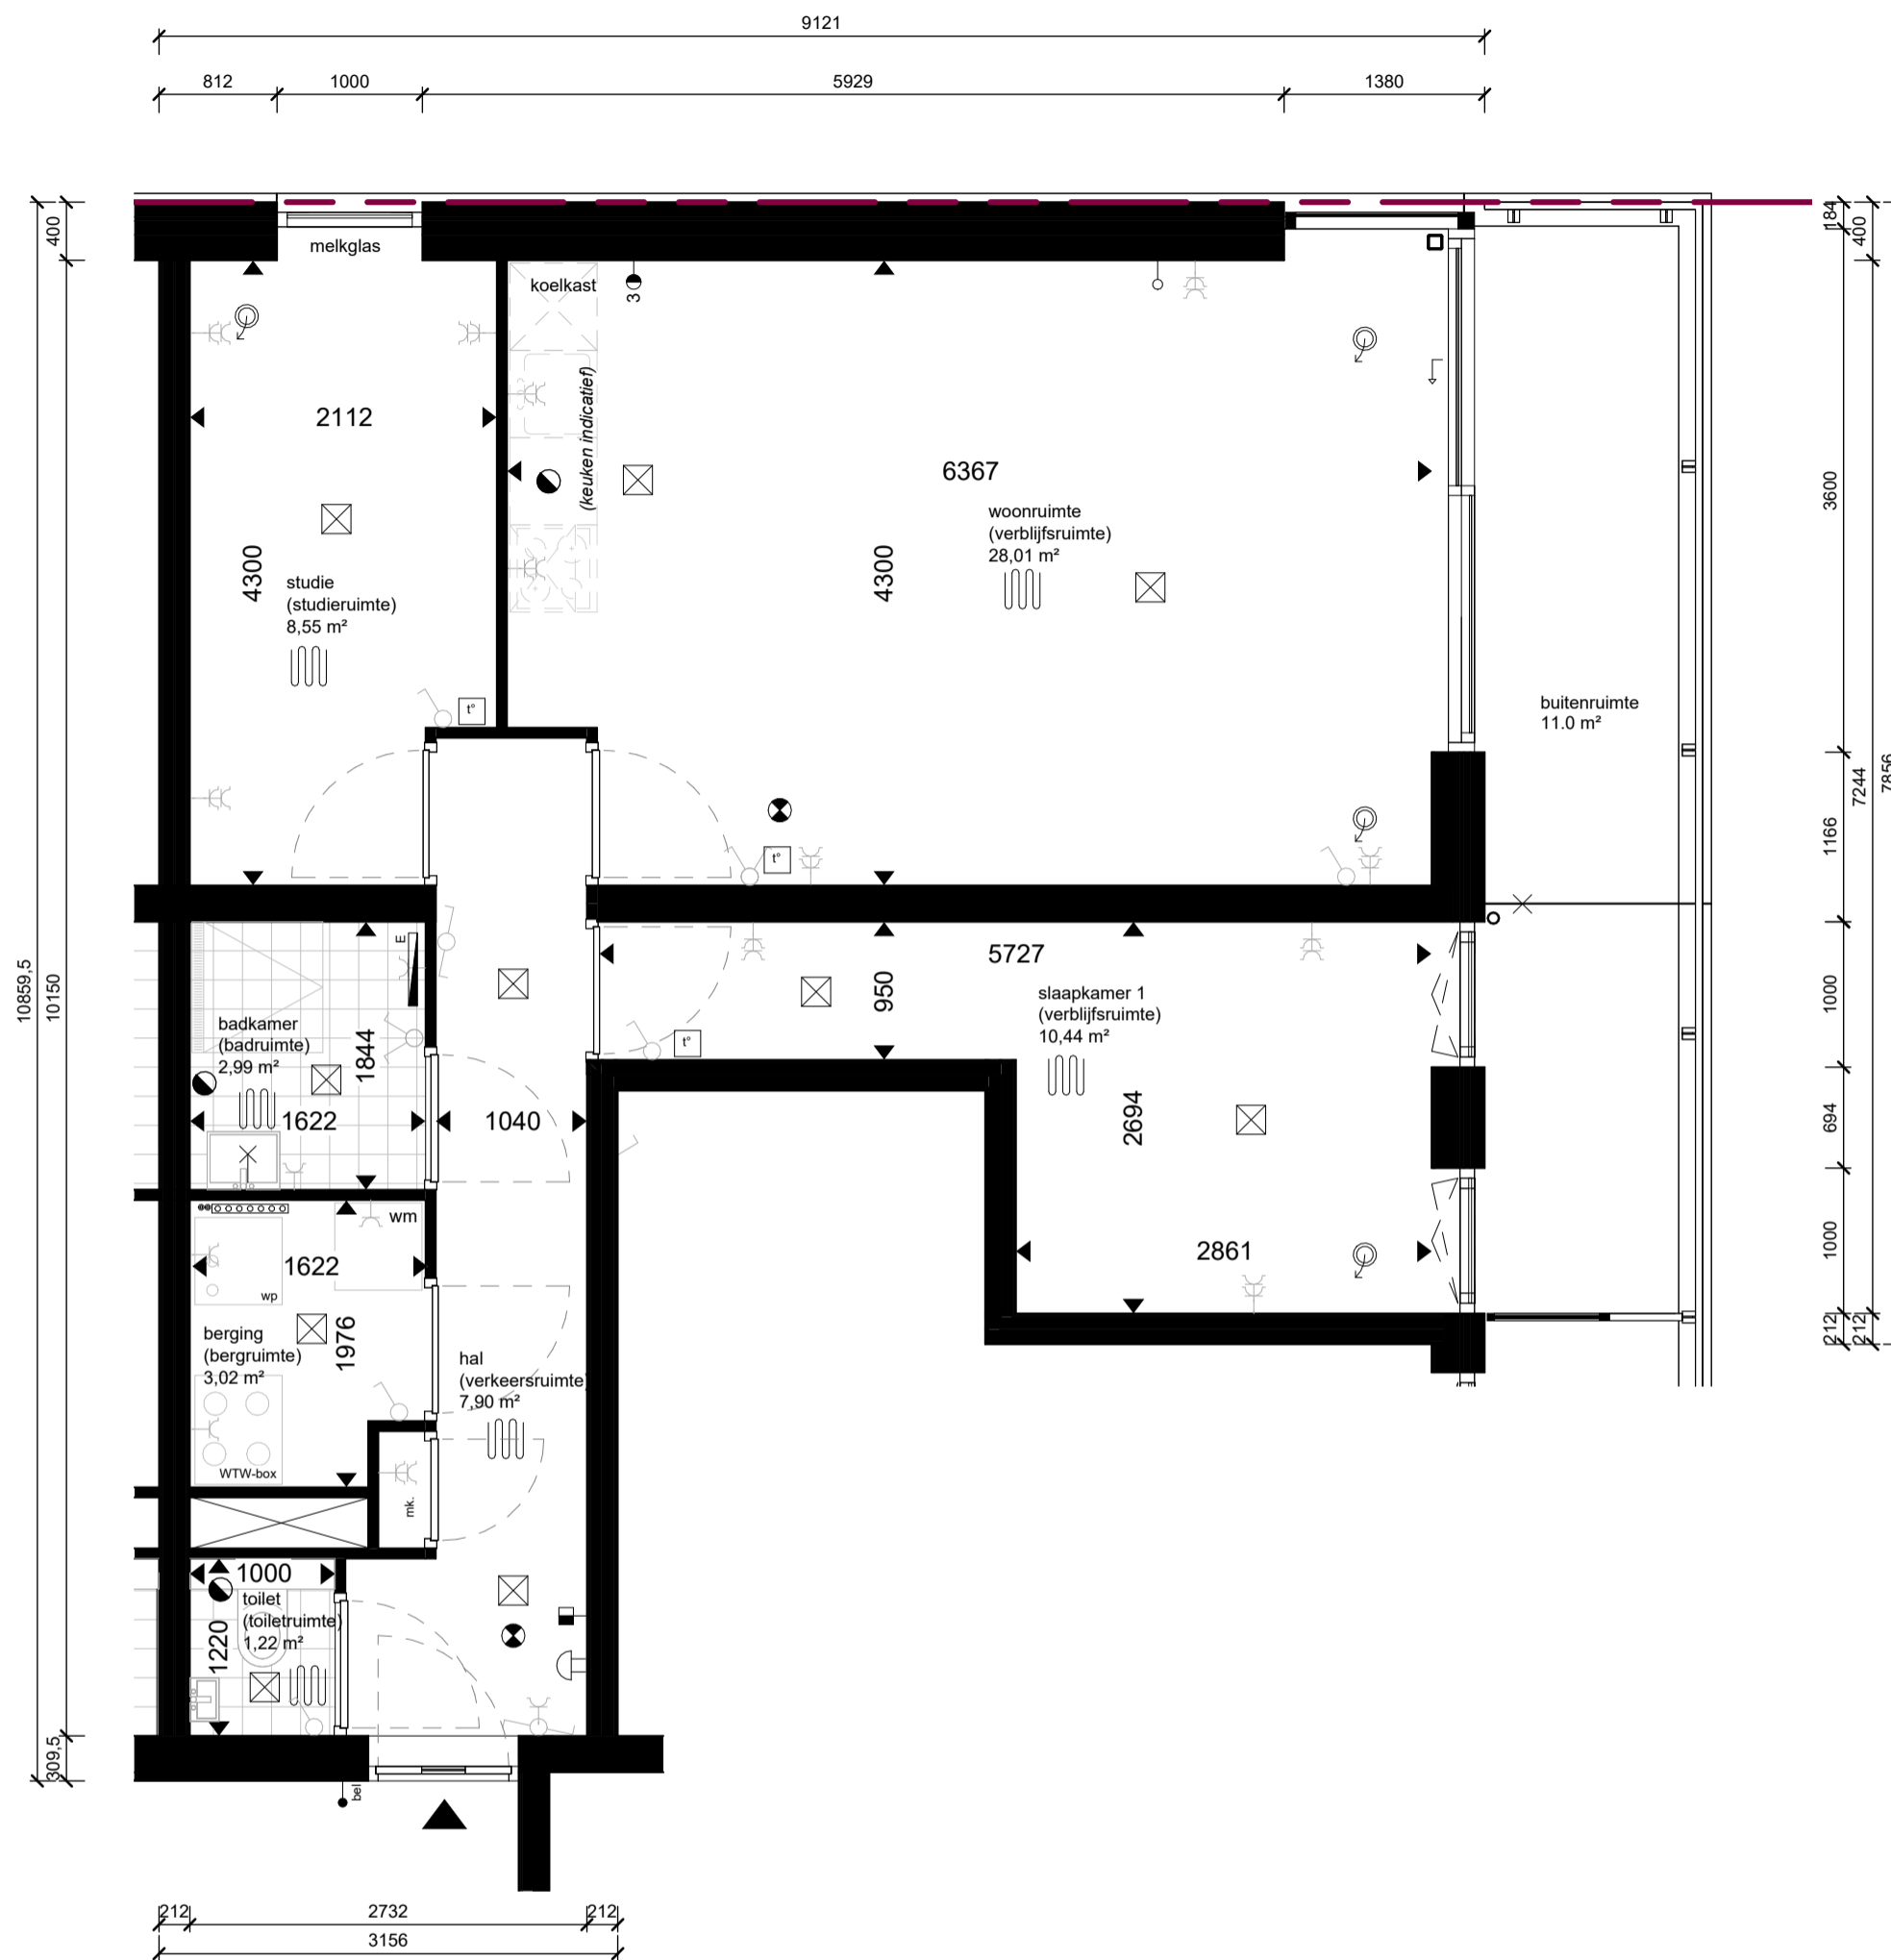 9121
812
1000
5929
1380
400
184
400
melkglas
koelkast
3
(keuken indicatief)
2112
6367
woonruimte
(verblijfsruimte)
28,01 m²
3600
4300
4300
studie
(studieruimte)
8,55 m²
t°
buitenruimte
11.0 m²
7244
7856
1166
t°
10859,5
10150
E
5727
950
slaapkamer 1
(verblijfsruimte)
10,44 m²
1000
badkamer
(badruimte)
2,99 m²
1844
t°
1622
1040
2694
694
wm
1622
wp
2861
1000
berging
(bergruimte)
3,02 m²
1976
212
212
hal
(verkeersruimte
7,90 m²
WTW-box
mk.
1000
toilet
(toiletruimte)
1,22 m²
1220
309,5
bel
212
2732
212
3156